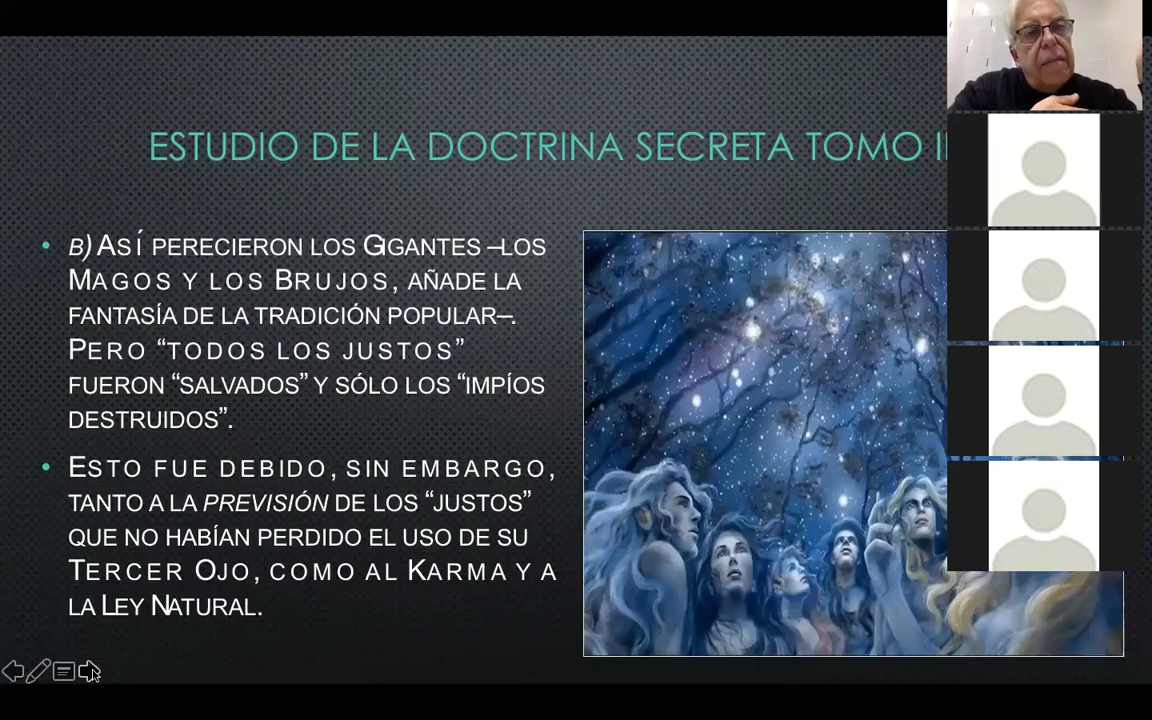 ESTUDIO DE LA DOCTRINA SECRETA TOMO
B) ASÍ PERECIERON LOS GIGANTES –LOS
MAGOS Y LOS BRUJOS, AÑADE LA
FANTASÍA DE LA TRADICIÓN POPULAR–.
PERO “TODOS LOS JUSTOS”
FUERON “SALVADOS” Y SÓLO LOS “IMPÍOS
DESTRUIDOS”.
ESTO FUE DEBIDO, SIN EMBARGO,
TANTO A LA PREVISIÓN DE LOS “JUSTOS”
QUE NO HABÍAN PERDIDO EL USO DE SU
TERCER OJO, COMO AL KARMA Y A
LA LEY NATURAL.